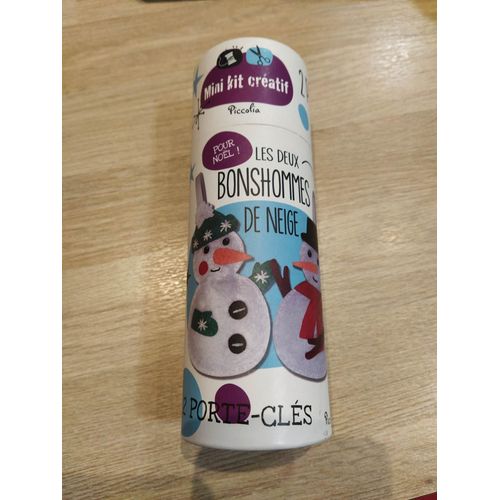 Mini kit créatif
Piccolia
POUR
NOËL !
LES DEUX
BONSHOMMES
DE NEIGE
2 PORTE-CLÉS